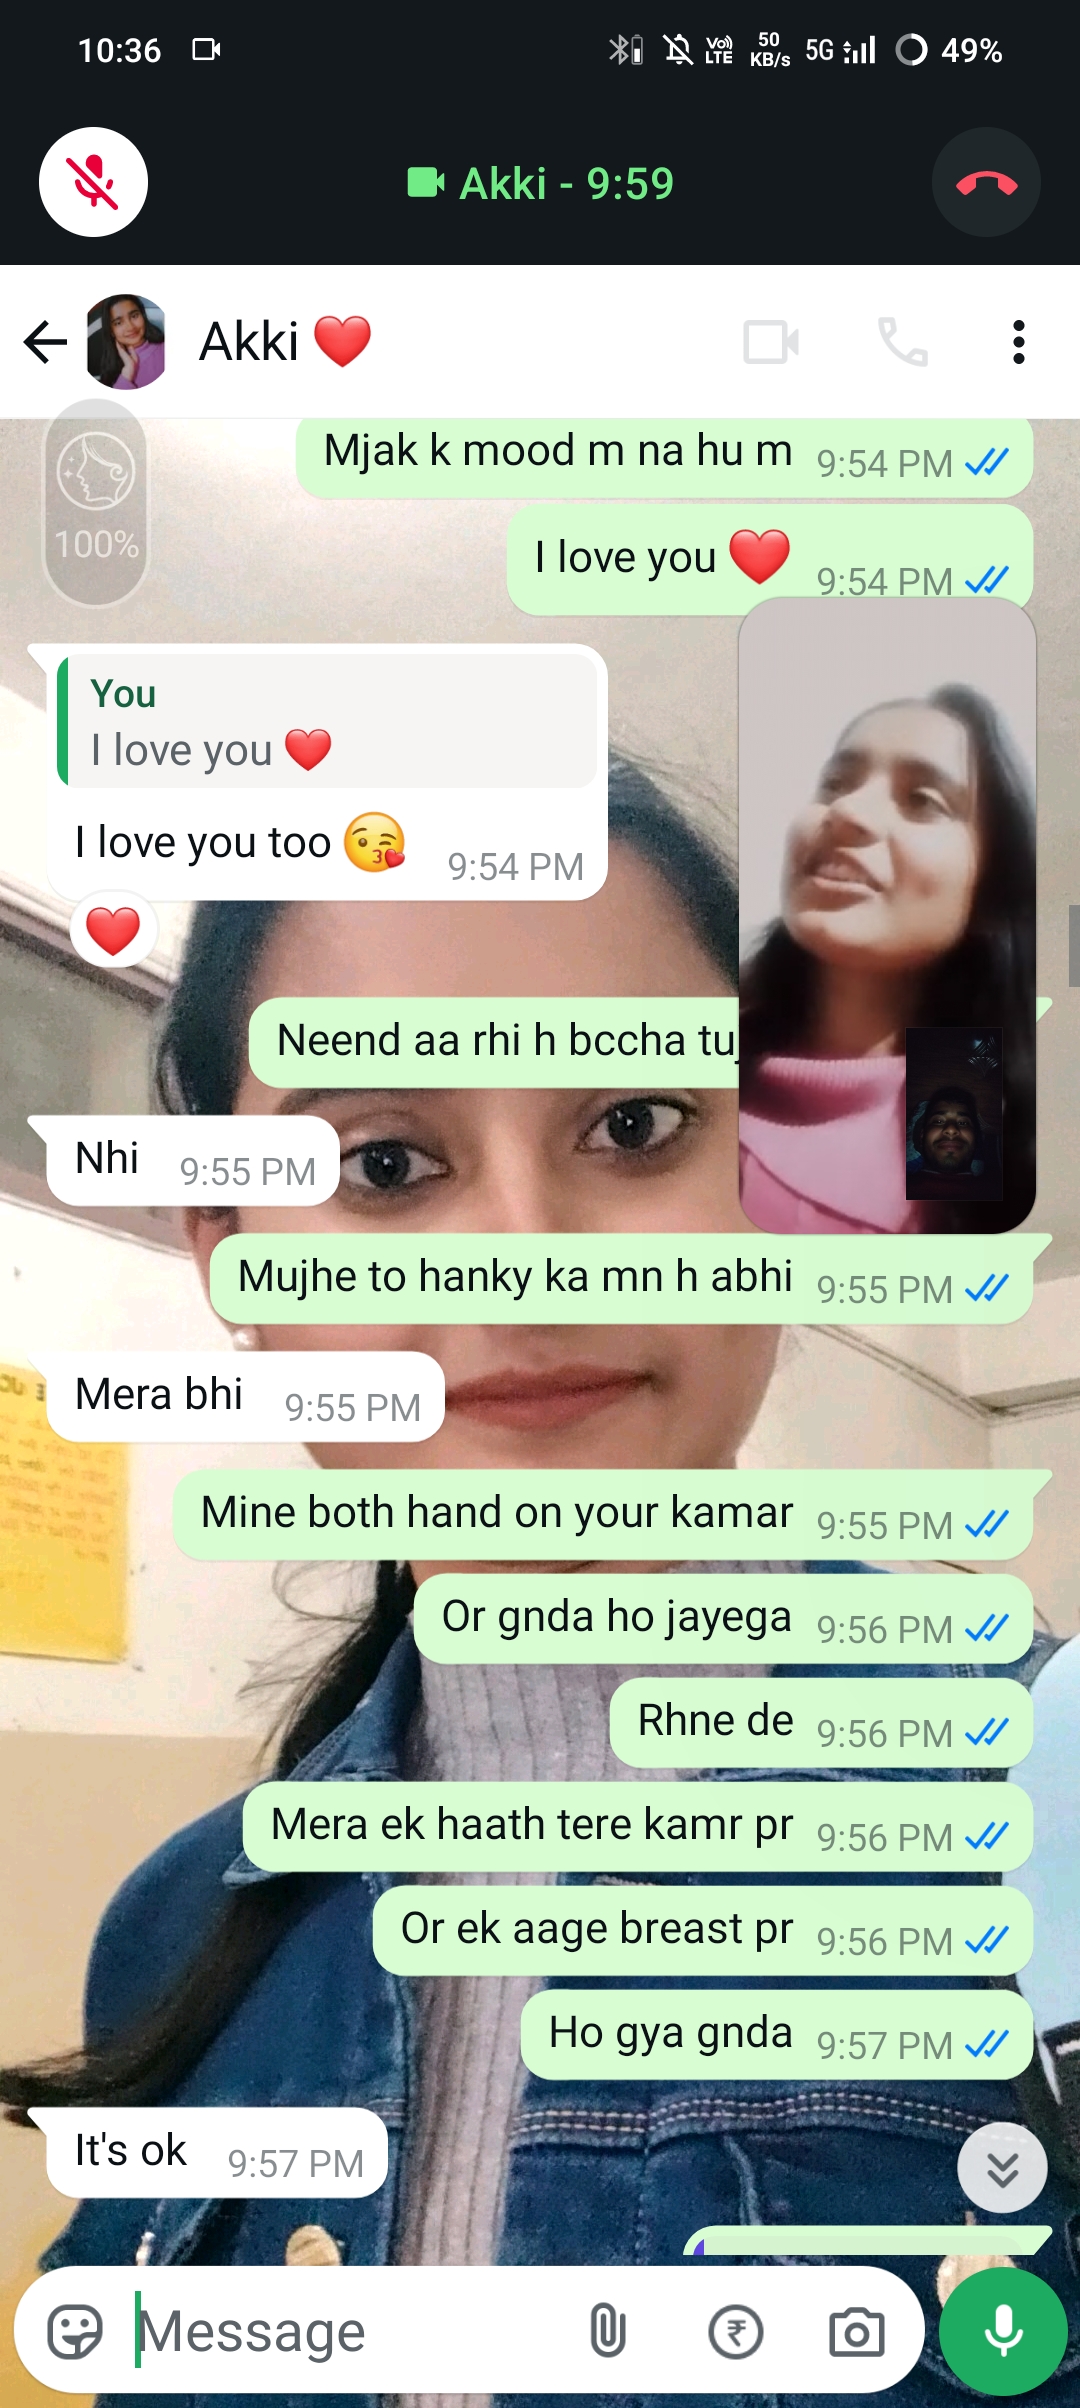 10:36
VoLTE 50 KB/s 5G 49%
Akki - 9:59
Akki ❤️
Mjak k mood m na hu m 9:54 PM
100%
I love you ❤️ 9:54 PM
You
I love you ❤️
I love you too 😘 9:54 PM
❤️
Neend aa rhi h bccha
Nhi 9:55 PM
Mujhe to hanky ka mn h abhi 9:55 PM
Mera bhi 9:55 PM
Mine both hand on your kamar 9:55 PM
Or gnda ho jayega 9:56 PM
Rhne de 9:56 PM
Mera ek haath tere kamr pr 9:56 PM
Or ek aage breast pr 9:56 PM
Ho gya gnda 9:57 PM
It's ok 9:57 PM
Message